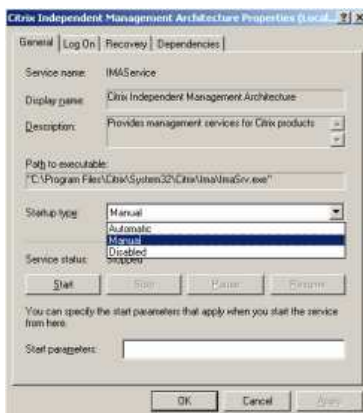 Citrix Independent Management Architecture Properties (Local...
General
Log On
Recovery
Dependencies
Service name: IMAService
Display name: Citrix Independent Management Architecture
Description: Provides management services for Citrix products
Path to executable:
"C:\Program Files\Citrix\System32\Citrix\Ima\ImaSrv.exe"
Startup type: Manual
Automatic
Manual
Disabled
Service status: Stopped
Start
Stop
Pause
Resume
You can specify the start parameters that apply when you start the service
from here.
Start parameters:
OK
Cancel
Apply